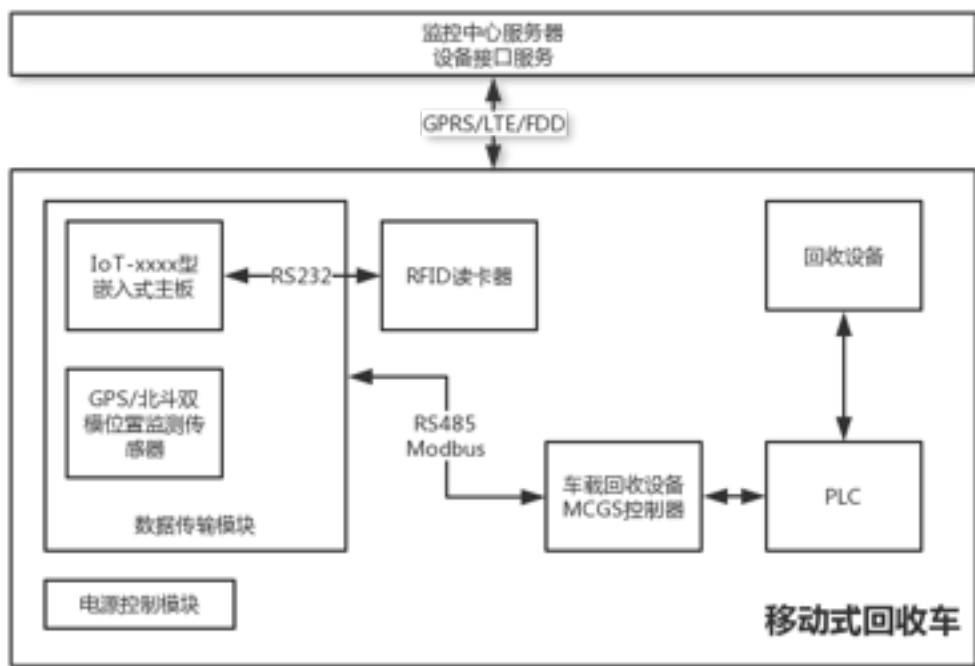 监控中心服务器
设备接口服务
GPRS/LTE/FDD
IoT-xxxx型
嵌入式主板
RS232
RFID读卡器
回收设备
GPS/北斗双
模位置监测传
感器
RS485
Modbus
车载回收设备
MCGS控制器
PLC
数据传输模块
电源控制模块
移动式回收车